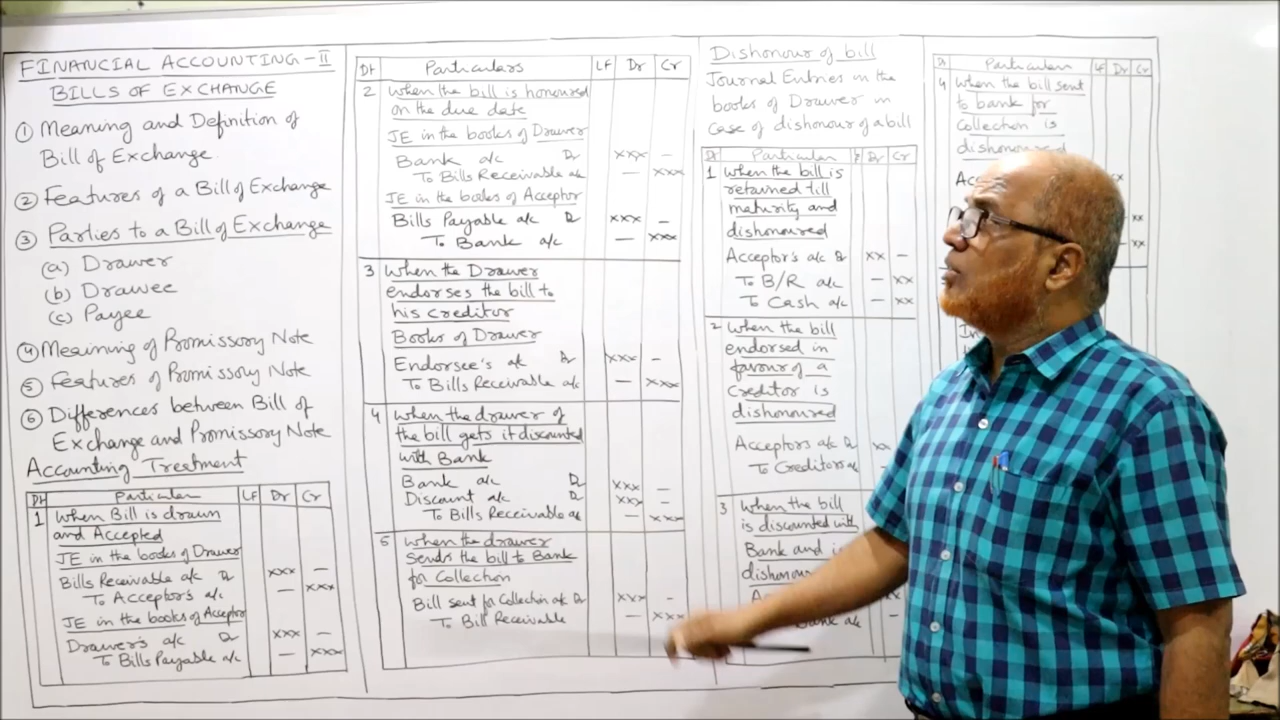 FINANCIAL ACCOUNTING - II
BILLS OF EXCHANGE
① Meaning and Definition of
Bill of Exchange.
② Features of a Bill of Exchange
③ Parties to a Bill of Exchange
(a) Drawer
(b) Drawee
(c) Payee
④ Meaning of Promissory Note
⑤ Features of Promissory Note
⑥ Differences between Bill of
Exchange and Promissory Note
Accounting Treatment
Dt Particular LF Dr Cr
1 When Bill is drawn
and Accepted
JE in the books of Drawer
Bills Receivable a/c Dr xxx –
To Acceptor's a/c – xxx
JE in the books of Acceptor
Drawer's a/c Dr xxx –
To Bills Payable a/c – xxx
Dt Particulars LF Dr Cr
2 When the bill is honoured
on the due date
JE in the books of Drawer
Bank a/c Dr xxx –
To Bills Receivable a/c – xxx
JE in the books of Acceptor
Bills Payable a/c Dr xxx –
To Bank a/c – xxx
3 When the Drawer
endorses the bill to
his creditor
Books of Drawer
Endorsee's a/c Dr xxx –
To Bills Receivable a/c – xxx
4 When the drawer of
the bill gets it discounted
with Bank
Bank a/c Dr xxx –
Discount a/c Dr xxx –
To Bills Receivable a/c – xxx
5 When the drawer
sends the bill to Bank
for Collection
Bill sent for Collection a/c Dr xxx –
To Bill Receivable – xxx
Dishonour of bill
Journal Entries in the
books of Drawer in
case of dishonour of a bill
Dt Particular Dr Cr
1 When the bill is
retained till
maturity and
dishonoured
Acceptor's a/c Dr xx –
To B/R a/c – xx
To Cash a/c – xx
2 When the bill
endorsed in
favour of a
Creditor is
dishonoured
Acceptors a/c Dr xx
To Creditors a/c –
3 When the bill
is discounted with
Bank and is
Bank a/c –
Dt Particular LF Dr Cr
4 When the bill sent
to bank for
Collection is
dishonoured
xx
xx